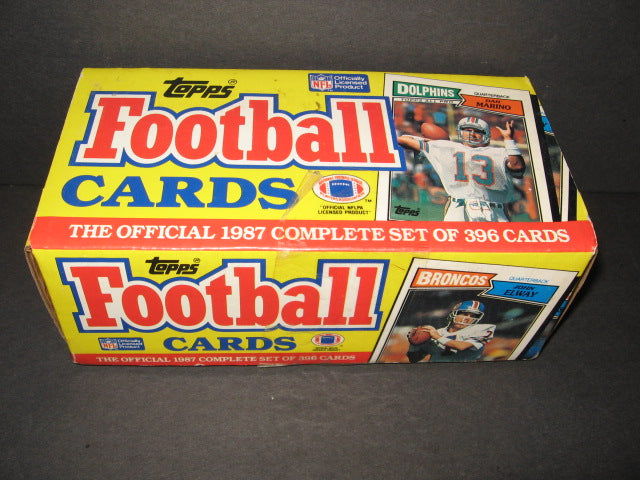 Topps®
Football
CARDS
NFL
Officially
Licensed
Product
"OFFICIAL NFLPA
LICENSED PRODUCT"
DOLPHINS
QUARTERBACK
TOPPS ALL PRO
DAN
MARINO
13
Topps
THE OFFICIAL 1987 COMPLETE SET OF 396 CARDS
Topps®
Football
CARDS
NFL
Officially
Licensed
Product
BRONCOS
QUARTERBACK
JOHN
ELWAY
THE OFFICIAL 1987 COMPLETE SET OF 396 CARDS